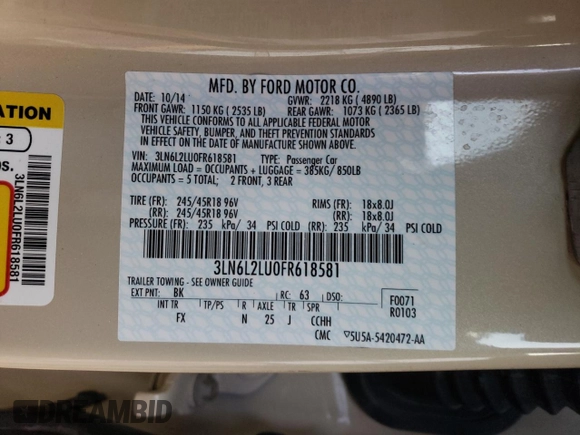 MFD. BY FORD MOTOR CO.
DATE: 10/14 GVWR: 2218 KG ( 4890 LB)
FRONT GAWR: 1150 KG ( 2535 LB) REAR GAWR: 1073 KG ( 2365 LB)
THIS VEHICLE CONFORMS TO ALL APPLICABLE FEDERAL MOTOR
VEHICLE SAFETY, BUMPER, AND THEFT PREVENTION STANDARDS
IN EFFECT ON THE DATE OF MANUFACTURE SHOWN ABOVE.
VIN: 3LN6L2LU0FR618581 TYPE: Passenger Car
MAXIMUM LOAD = OCCUPANTS + LUGGAGE = 385KG/ 850LB
OCCUPANTS = 5 TOTAL; 2 FRONT, 3 REAR
TIRE (FR): 245/45R18 96V RIMS (FR): 18x8.0J
(RR): 245/45R18 96V (RR): 18x8.0J
PRESSURE (FR): 235 kPa/ 34 PSI COLD (RR): 235 kPa/ 34 PSI COLD
3LN6L2LU0FR618581
TRAILER TOWING - SEE OWNER GUIDE
EXT PNT: BK RC: 63 DSO: F0071
INT TR TP/PS R AXLE TR SPR R0103
FX N 25 J CCHH
CMC 5U5A-5420472-AA
ATION
: 3
os.
3LN6L2LU0FR618581
DREAMBID